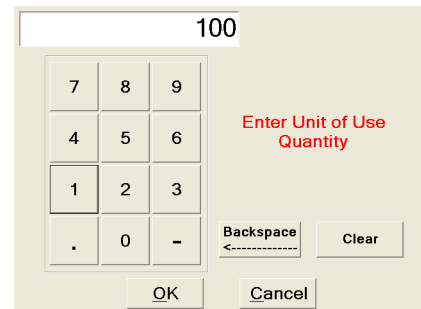 100
7 8 9
4 5 6
Enter Unit of Use
Quantity
1 2 3
. 0 -
Backspace
<-------------
Clear
OK Cancel